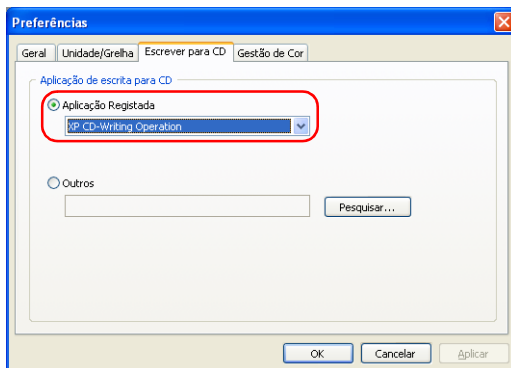 Preferências
Geral Unidade/Grelha Escrever para CD Gestão de Cor
Aplicação de escrita para CD
Aplicação Registada
XP CD-Writing Operation
Outros
Pesquisar...
OK Cancelar Aplicar